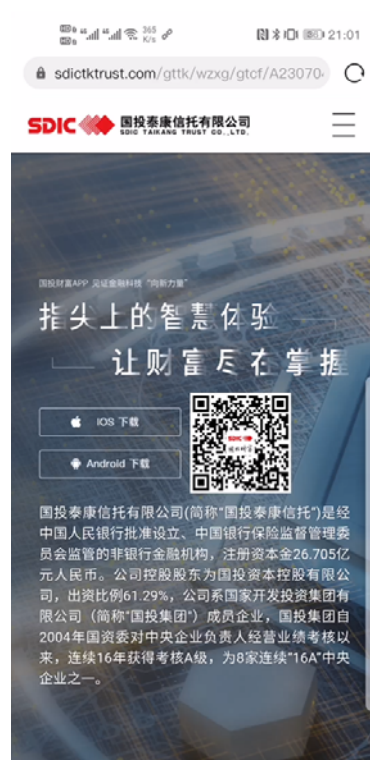 365
K/s
21:01
sdictktrust.com/gttk/wzxg/gtcf/A23070
SDIC 国投泰康信托有限公司
SDIC TAIKANG TRUST CO.,LTD.
国投财富APP 见证金融科技“向新力量”
指尖上的智慧体验
让财富尽在掌握
IOS 下载
Android 下载
国投泰康信托有限公司(简称“国投泰康信托”)是经
中国人民银行批准设立、中国银行保险监督管理委
员会监管的非银行金融机构，注册资本金26.705亿
元人民币。公司控股股东为国投资本控股有限公
司，出资比例61.29%，公司系国家开发投资集团有
限公司（简称“国投集团”）成员企业，国投集团自
2004年国资委对中央企业负责人经营业绩考核以
来，连续16年获得考核A级，为8家连续“16A”中央
企业之一。